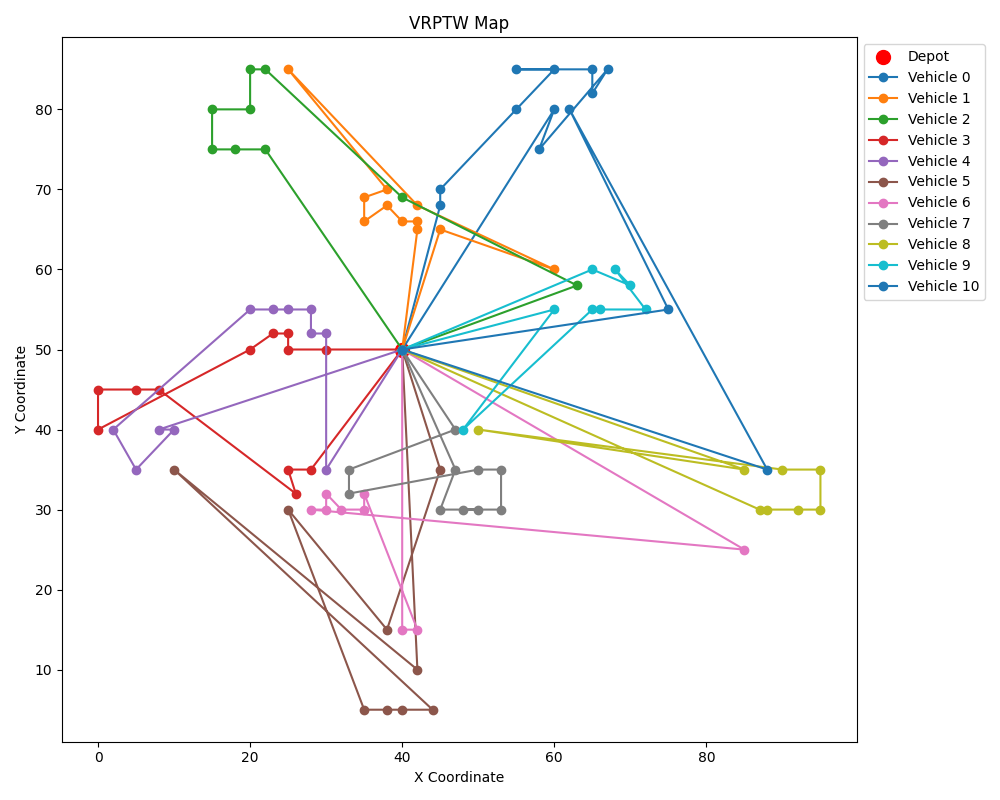 VRPTW Map
Y Coordinate
80
70
60
50
40
30
20
10
0
20
40
60
80
X Coordinate
Depot
Vehicle 0
Vehicle 1
Vehicle 2
Vehicle 3
Vehicle 4
Vehicle 5
Vehicle 6
Vehicle 7
Vehicle 8
Vehicle 9
Vehicle 10